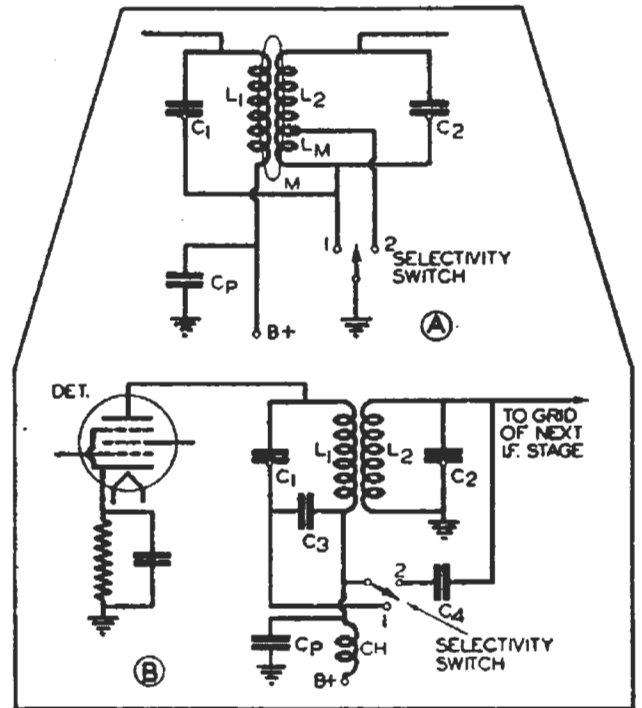 L1
L2
C1
C2
LM
M
1
2
SELECTIVITY
SWITCH
CP
B+
A
DET.
TO GRID
OF NEXT
I.F. STAGE
L1
L2
C1
C2
C3
2
C4
1
CP
CH
SELECTIVITY
SWITCH
B+
B